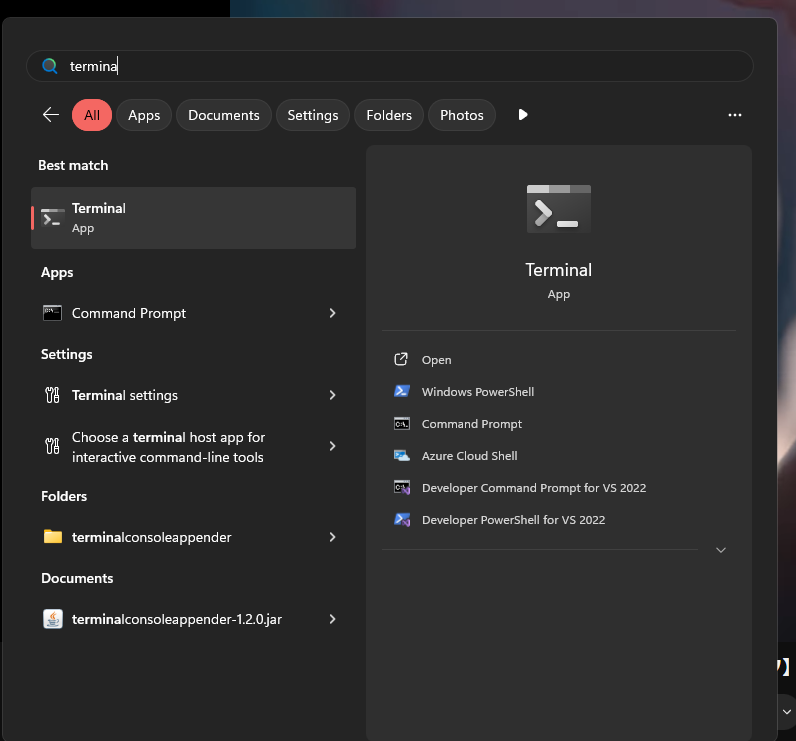 termina
All
Apps
Documents
Settings
Folders
Photos
Best match
Terminal
App
Apps
Command Prompt
Settings
Terminal settings
Choose a terminal host app for
interactive command-line tools
Folders
terminalconsoleappender
Documents
terminalconsoleappender-1.2.0.jar
Terminal
App
Open
Windows PowerShell
Command Prompt
Azure Cloud Shell
Developer Command Prompt for VS 2022
Developer PowerShell for VS 2022